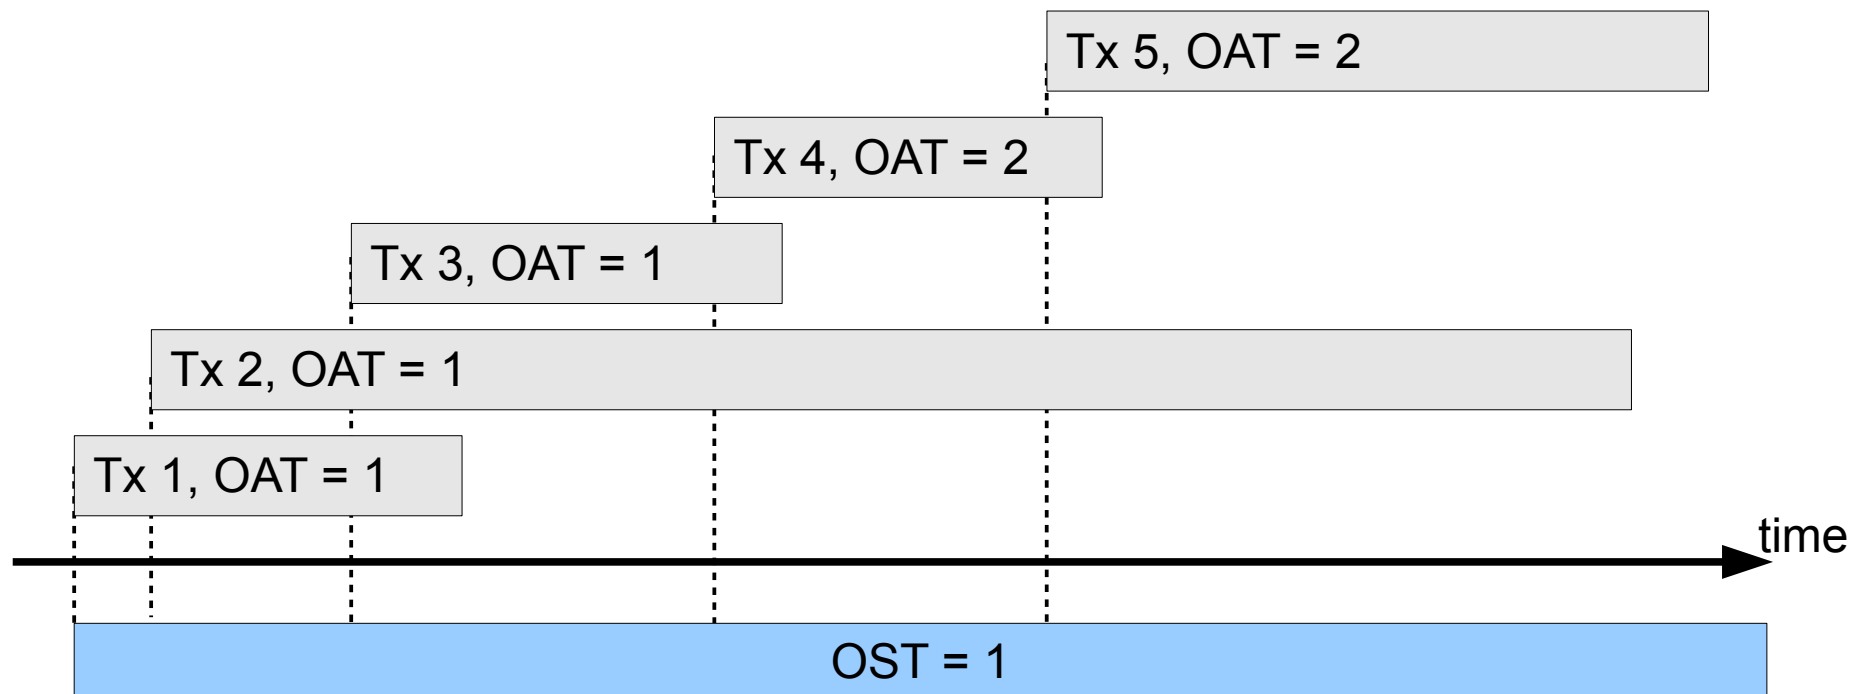 Tx 5, OAT = 2
Tx 4, OAT = 2
Tx 3, OAT = 1
Tx 2, OAT = 1
Tx 1, OAT = 1
time
OST = 1